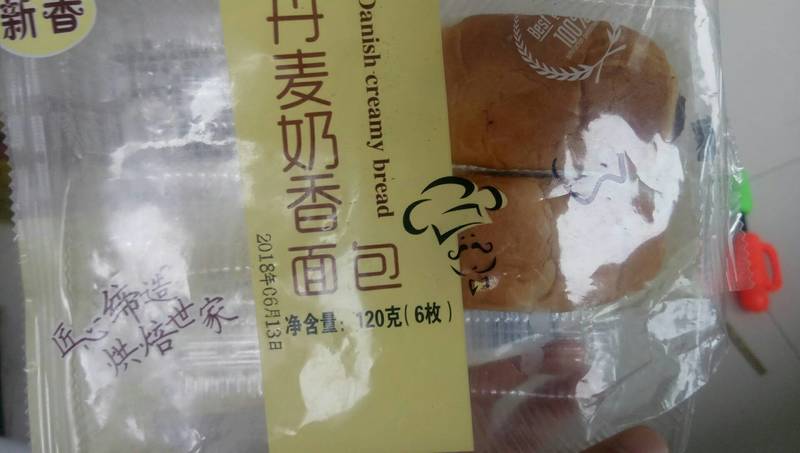 新香
丹麦奶香面包
Danish creamy bread
2018年06月13日
净含量: 120克(6枚)
匠心缔造
烘焙世家
100%